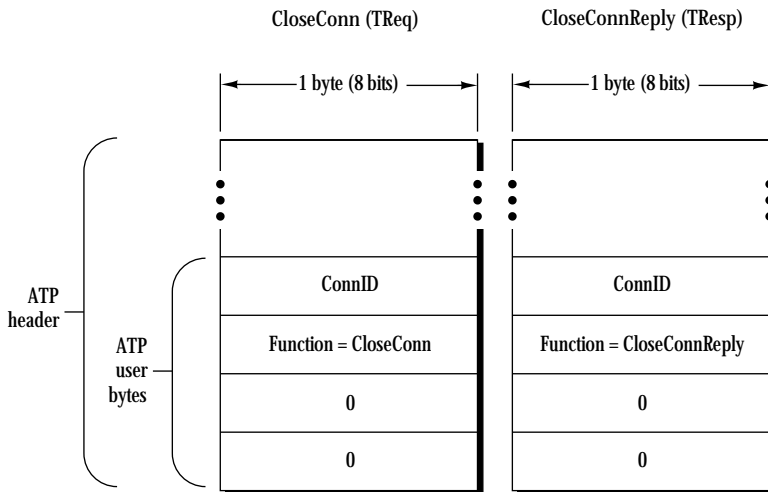 CloseConn (TReq)
CloseConnReply (TResp)
1 byte (8 bits)
1 byte (8 bits)
ATP
header
ATP
user
bytes
ConnID
ConnID
Function = CloseConn
Function = CloseConnReply
0
0
0
0